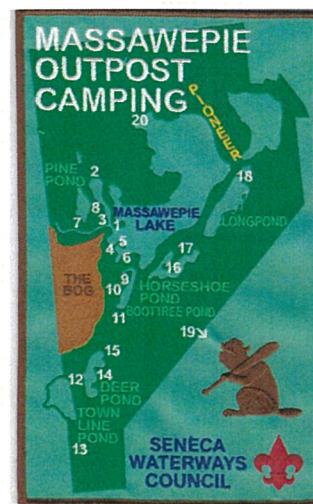 MASSAWEPIE
OUTPOST
CAMPING
PIONEER
20
PINE
POND
2
18
8
7
3
1
MASSAWEPIE
LAKE
LONGPOND
4
5
6
17
16
THE
BOG
9
10
HORSESHOE
POND
BOOTTREE POND
11
19
15
12
14
DEER
POND
TOWN
LINE
POND
13
SENECA
WATERWAYS
COUNCIL